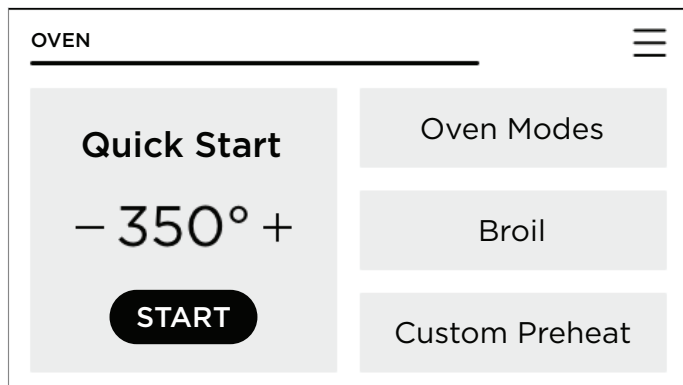 OVEN
Quick Start
− 350° +
START
Oven Modes
Broil
Custom Preheat